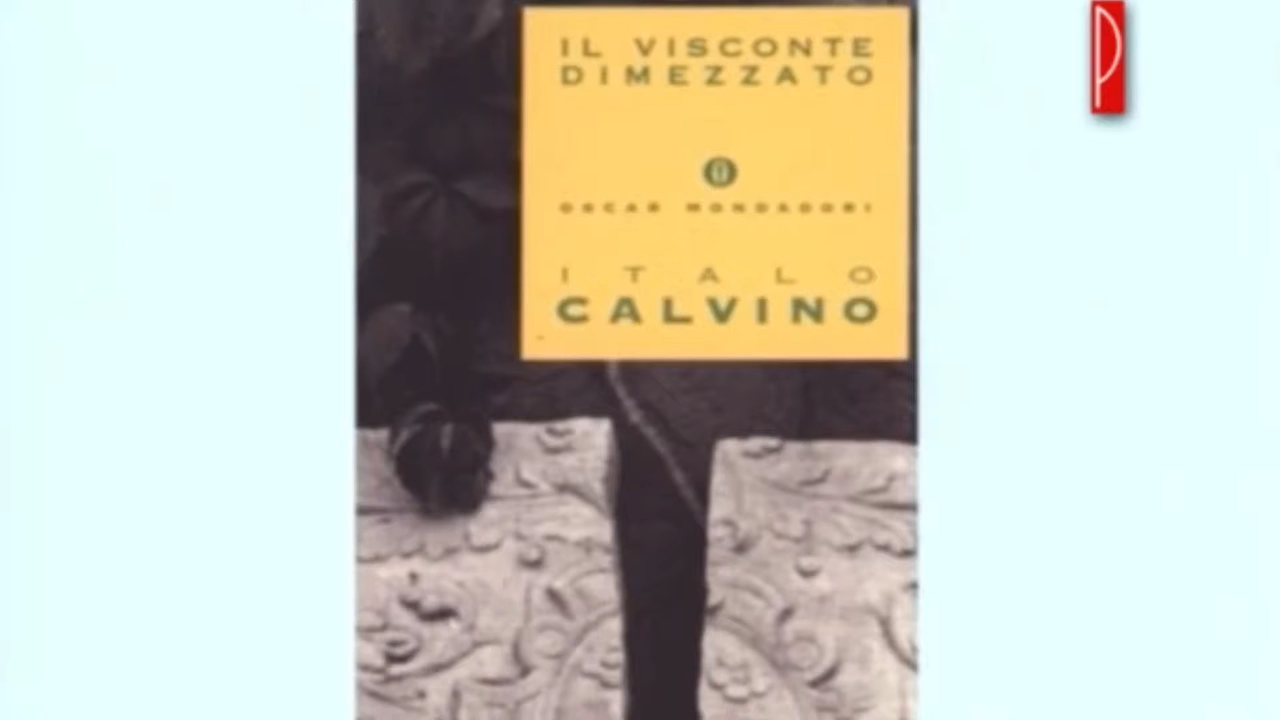 IL VISCONTE
DIMEZZATO
OSCAR MONDADORI
ITALO
CALVINO
P